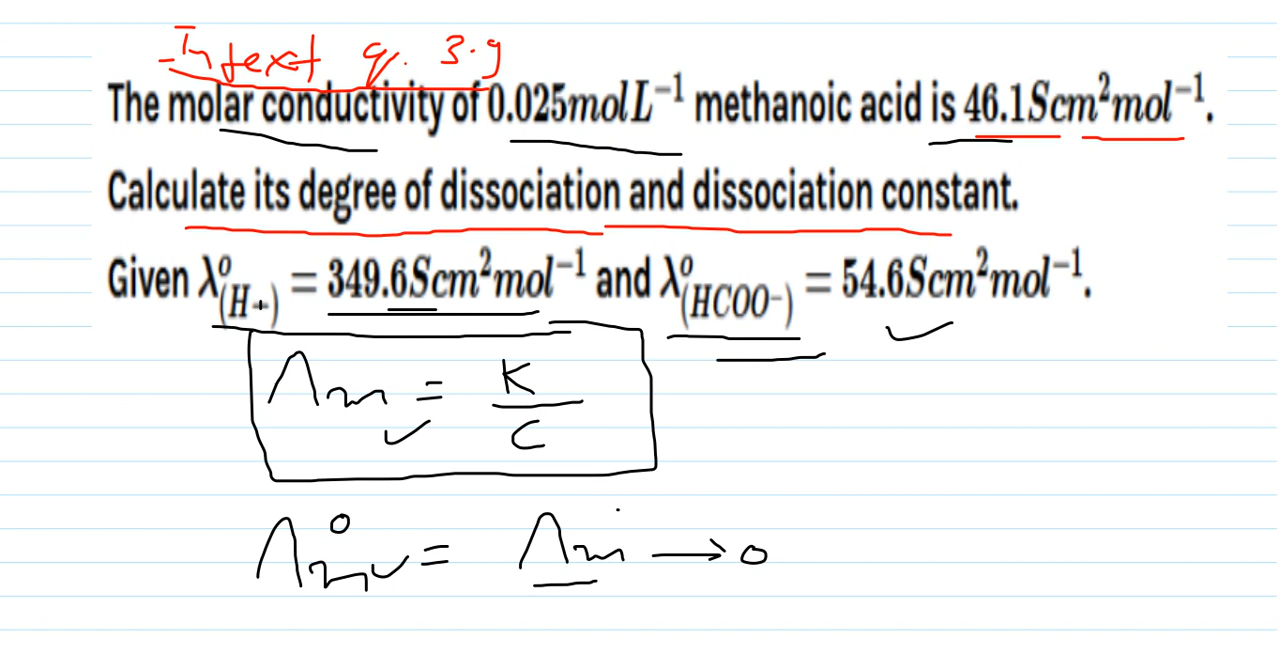 Intext q. 3.9
The molar conductivity of 0.025molL⁻¹ methanoic acid is 46.1Scm²mol⁻¹.
Calculate its degree of dissociation and dissociation constant.
Given λ°(H+) = 349.6Scm²mol⁻¹ and λ°(HCOO⁻) = 54.6Scm²mol⁻¹.
Λm = K/C
Λ°m = Λm → 0